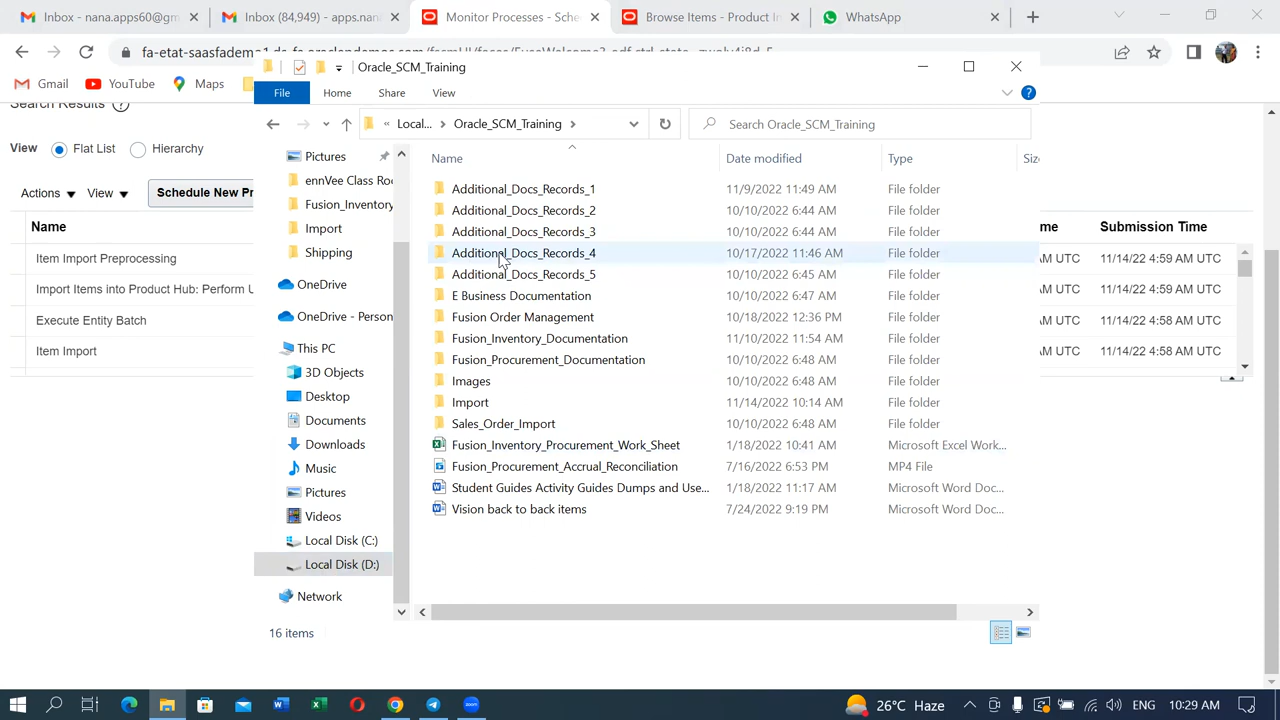 Inbox (84,949) - apps.nan
Monitor Processes - Sche
Browse Items - Product In
WhatsApp
Gmail
YouTube
Maps
Search Results
View
Flat List
Hierarchy
Actions
View
Schedule New Pr
Name
Item Import Preprocessing
Import Items into Product Hub: Perform U
Execute Entity Batch
Item Import
me
Submission Time
AM UTC
11/14/22 4:59 AM UTC
AM UTC
11/14/22 4:59 AM UTC
AM UTC
11/14/22 4:58 AM UTC
AM UTC
11/14/22 4:58 AM UTC
Oracle_SCM_Training
File
Home
Share
View
« Local... > Oracle_SCM_Training >
Search Oracle_SCM_Training
Pictures
ennVee Class Ro
Fusion_Inventory
Import
Shipping
OneDrive
OneDrive - Person
This PC
3D Objects
Desktop
Documents
Downloads
Music
Pictures
Videos
Local Disk (C:)
Local Disk (D:)
Network
Name Date modified Type Siz
Additional_Docs_Records_1 11/9/2022 11:49 AM File folder
Additional_Docs_Records_2 10/10/2022 6:44 AM File folder
Additional_Docs_Records_3 10/10/2022 6:44 AM File folder
Additional_Docs_Records_4 10/17/2022 11:46 AM File folder
Additional_Docs_Records_5 10/10/2022 6:45 AM File folder
E Business Documentation 10/10/2022 6:47 AM File folder
Fusion Order Management 10/18/2022 12:36 PM File folder
Fusion_Inventory_Documentation 11/10/2022 11:54 AM File folder
Fusion_Procurement_Documentation 10/10/2022 6:48 AM File folder
Images 10/10/2022 6:48 AM File folder
Import 11/14/2022 10:14 AM File folder
Sales_Order_Import 10/10/2022 6:48 AM File folder
Fusion_Inventory_Procurement_Work_Sheet 1/18/2022 10:41 AM Microsoft Excel Work...
Fusion_Procurement_Accrual_Reconciliation 7/16/2022 6:53 PM MP4 File
Student Guides Activity Guides Dumps and Use... 1/18/2022 11:17 AM Microsoft Word Doc...
Vision back to back items 7/24/2022 9:19 PM Microsoft Word Doc...
16 items
26°C Haze
ENG
10:29 AM